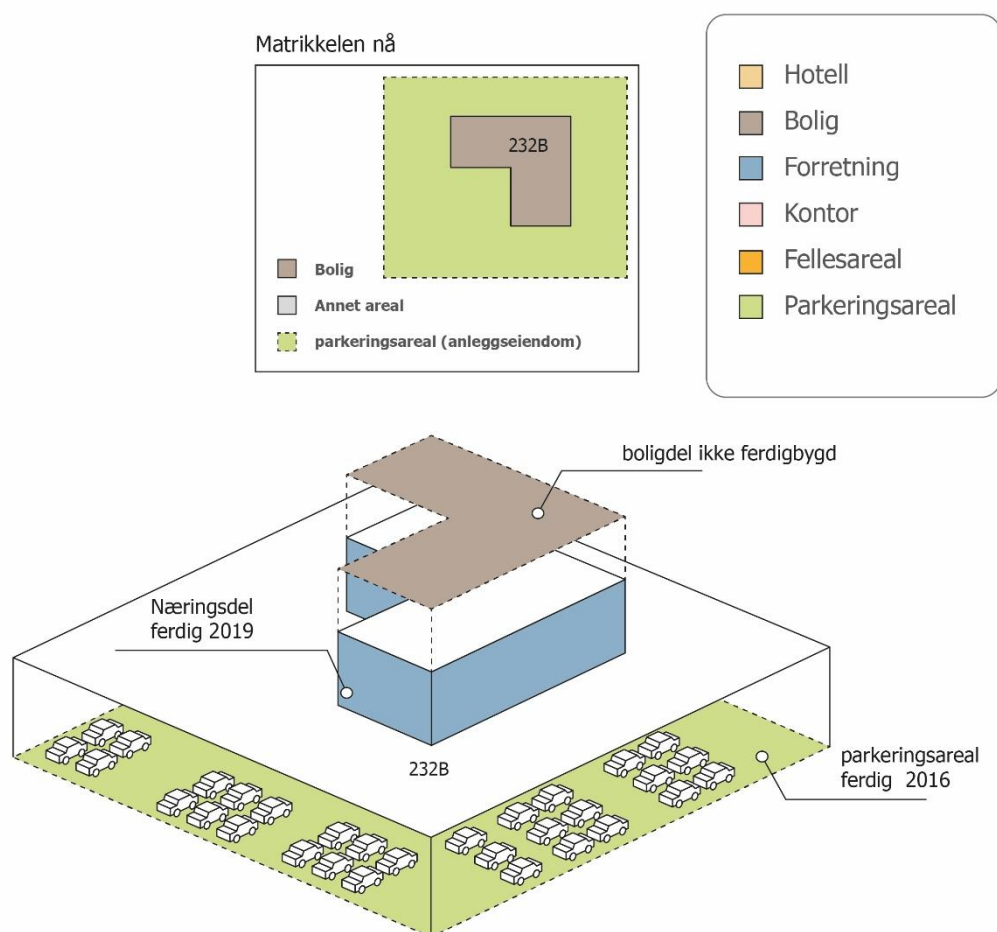 Matrikkelen nå
232B
Bolig
Annet areal
parkeringsareal (anleggseiendom)
Hotell
Bolig
Forretning
Kontor
Fellesareal
Parkeringsareal
boligdel ikke ferdigbygd
Næringsdel
ferdig 2019
232B
parkeringsareal
ferdig 2016